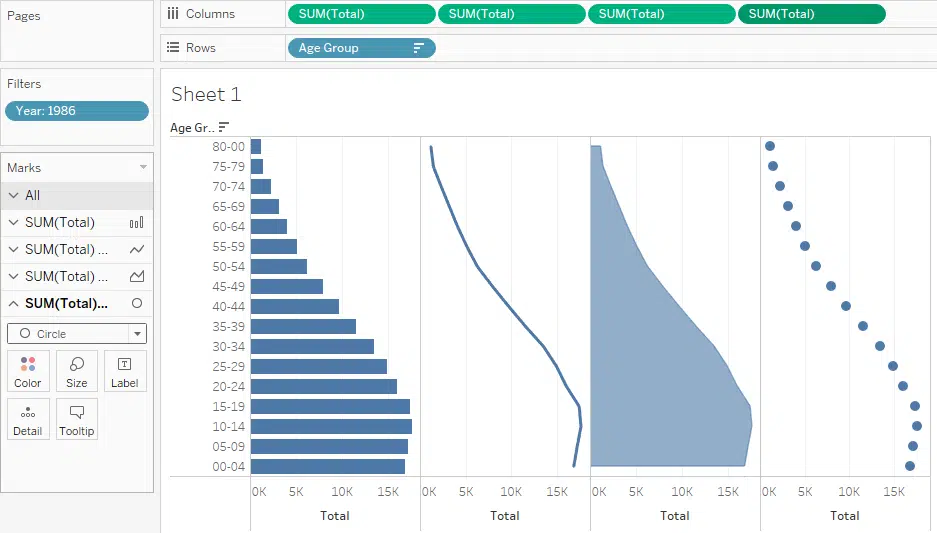 Pages
Columns
SUM(Total) SUM(Total) SUM(Total) SUM(Total)
Rows
Age Group
Filters
Year: 1986
Marks
All
SUM(Total)
SUM(Total) ...
SUM(Total) ...
SUM(Total)...
Circle
Color Size Label
Detail Tooltip
Sheet 1
Age Gr..
80-00
75-79
70-74
65-69
60-64
55-59
50-54
45-49
40-44
35-39
30-34
25-29
20-24
15-19
10-14
05-09
00-04
0K 5K 10K 15K 0K 5K 10K 15K 0K 5K 10K 15K 0K 5K 10K 15K
Total Total Total Total